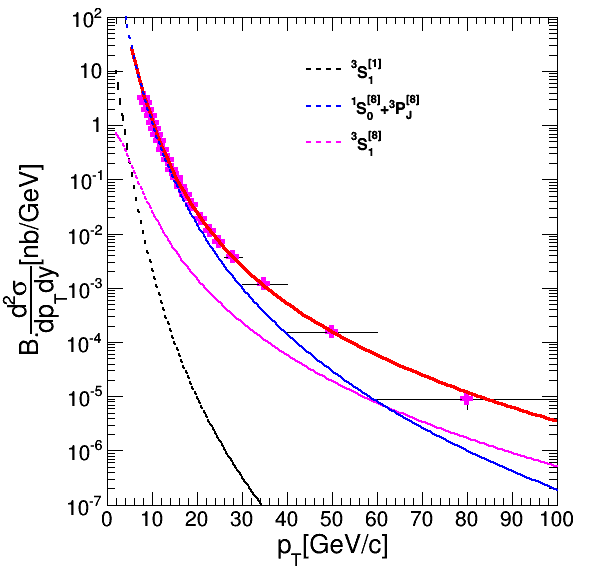 10²
10
1
10⁻¹
10⁻²
10⁻³
10⁻⁴
10⁻⁵
10⁻⁶
10⁻⁷
B.d²σ/dp_T dy[nb/GeV]
³S₁^[1]
¹S₀^[8]+³P_J^[8]
³S₁^[8]
0 10 20 30 40 50 60 70 80 90 100
p_T[GeV/c]